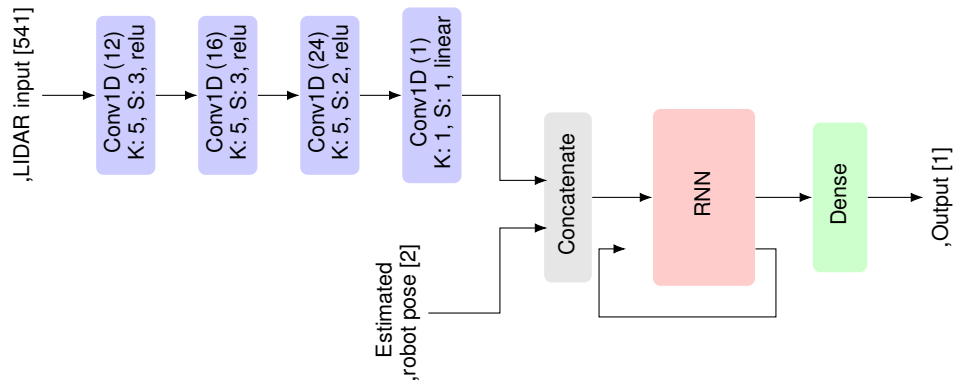 ,LIDAR input [541]
Conv1D (12)
K: 5, S: 3, relu
Conv1D (16)
K: 5, S: 3, relu
Conv1D (24)
K: 5, S: 2, relu
Conv1D (1)
K: 1, S: 1, linear
Estimated
,robot pose [2]
Concatenate
RNN
Dense
,Output [1]